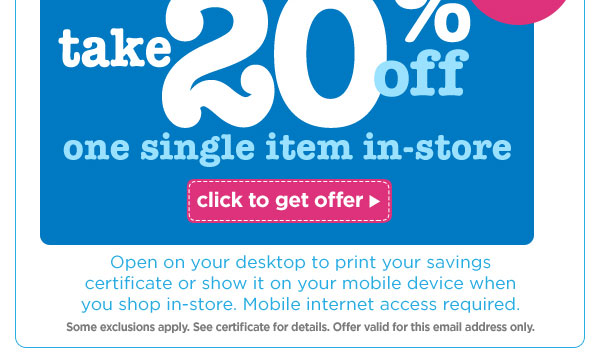 take 20% off
one single item in-store
click to get offer
Open on your desktop to print your savings
certificate or show it on your mobile device when
you shop in-store. Mobile internet access required.
Some exclusions apply. See certificate for details. Offer valid for this email address only.